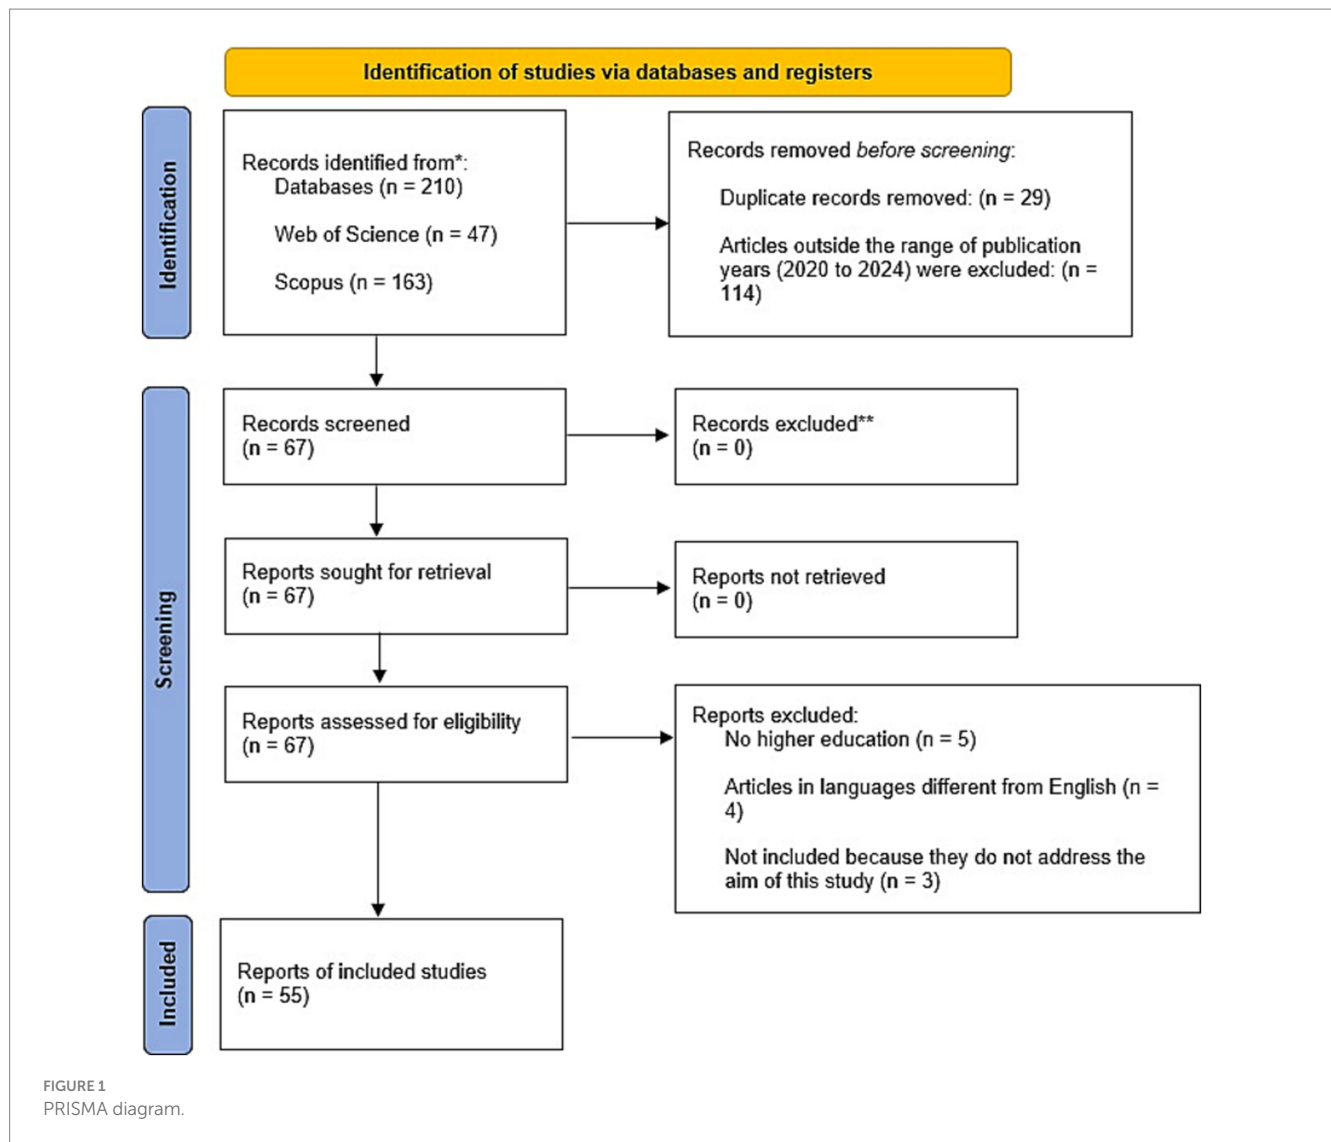 Identification of studies via databases and registers
Identification
Records identified from*:
Databases (n = 210)
Web of Science (n = 47)
Scopus (n = 163)
Records removed before screening:
Duplicate records removed: (n = 29)
Articles outside the range of publication
years (2020 to 2024) were excluded: (n =
114)
Screening
Records screened
(n = 67)
Records excluded**
(n = 0)
Reports sought for retrieval
(n = 67)
Reports not retrieved
(n = 0)
Reports assessed for eligibility
(n = 67)
Reports excluded:
No higher education (n = 5)
Articles in languages different from English (n =
4)
Not included because they do not address the
aim of this study (n = 3)
Included
Reports of included studies
(n = 55)
FIGURE 1
PRISMA diagram.